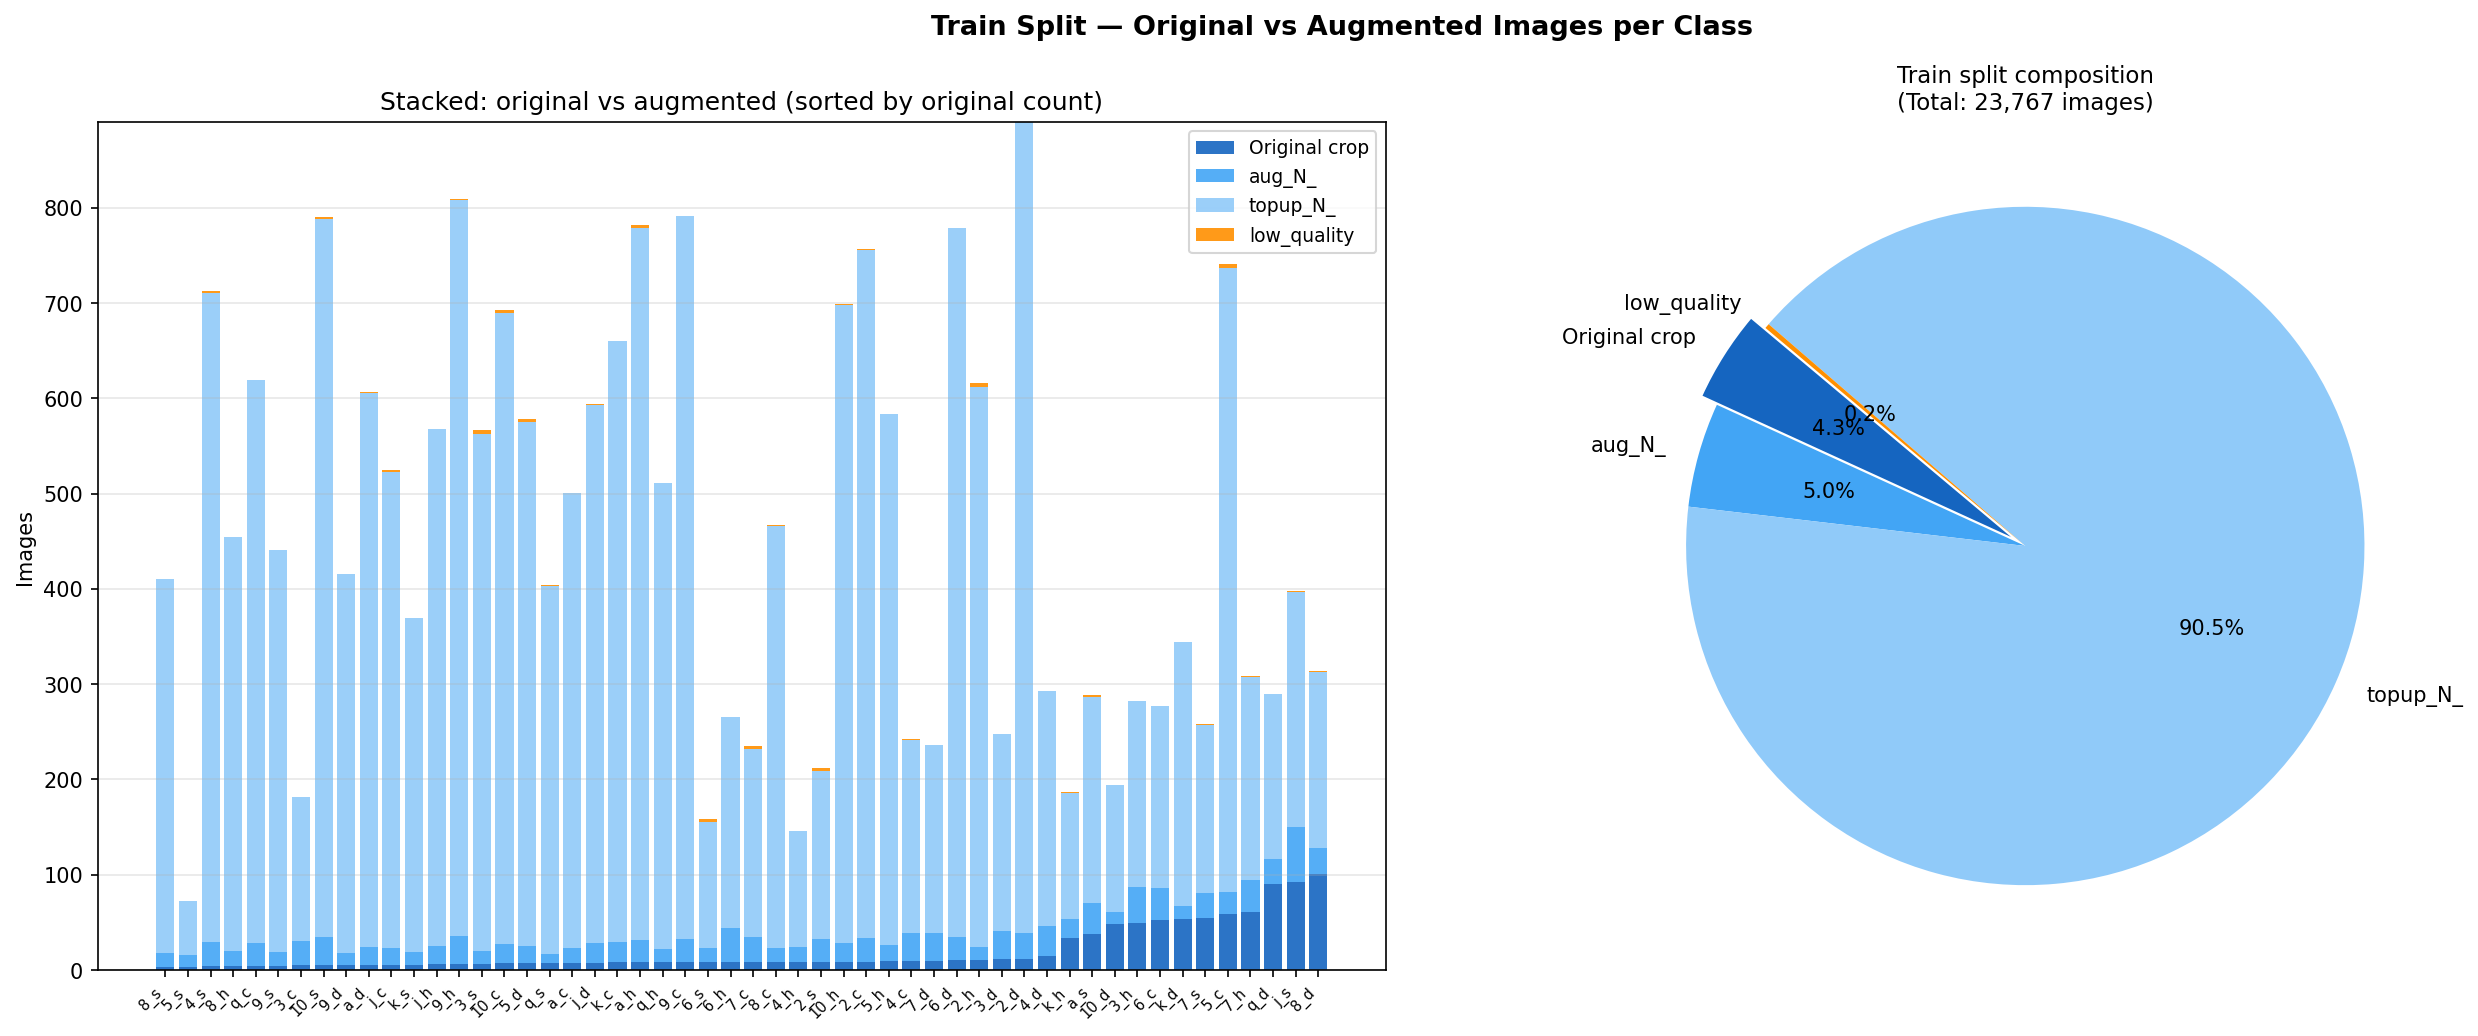 Train Split — Original vs Augmented Images per Class
Stacked: original vs augmented (sorted by original count)
Original crop
aug_N_
topup_N_
low_quality
Images
800
700
600
500
400
300
200
100
0
8_s
5_s
4_s
8_h
q_c
9_s
3_c
10_s
9_d
a_d
j_c
k_s
j_h
9_h
3_s
10_c
5_d
q_s
a_c
j_d
k_c
a_h
q_h
9_c
6_s
6_h
7_c
8_c
4_h
2_s
10_h
2_c
5_h
4_c
7_d
6_d
2_h
3_d
2_d
4_d
k_h
a_s
10_d
3_h
6_c
k_d
7_s
5_c
7_h
q_d
j_s
8_d
Train split composition
(Total: 23,767 images)
low_quality
Original crop
aug_N_
topup_N_
0.2%
4.3%
5.0%
90.5%